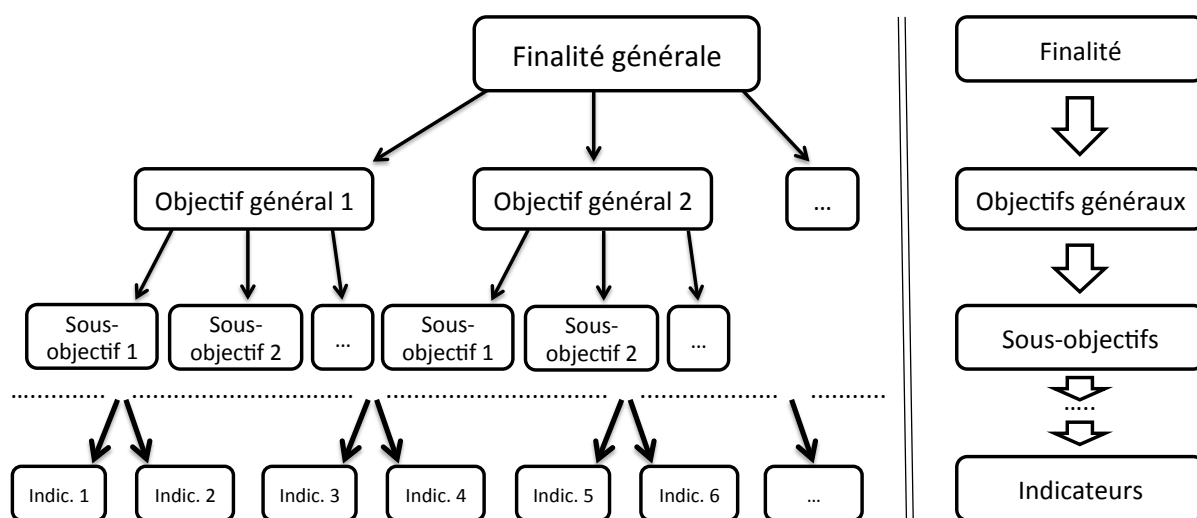 Finalité générale
Finalité
Objectif général 1
Objectif général 2
...
Objectifs généraux
Sous-
objectif 1
Sous-
objectif 2
...
Sous-
objectif 1
Sous-
objectif 2
...
Sous-objectifs
.....
Indic. 1
Indic. 2
Indic. 3
Indic. 4
Indic. 5
Indic. 6
...
Indicateurs